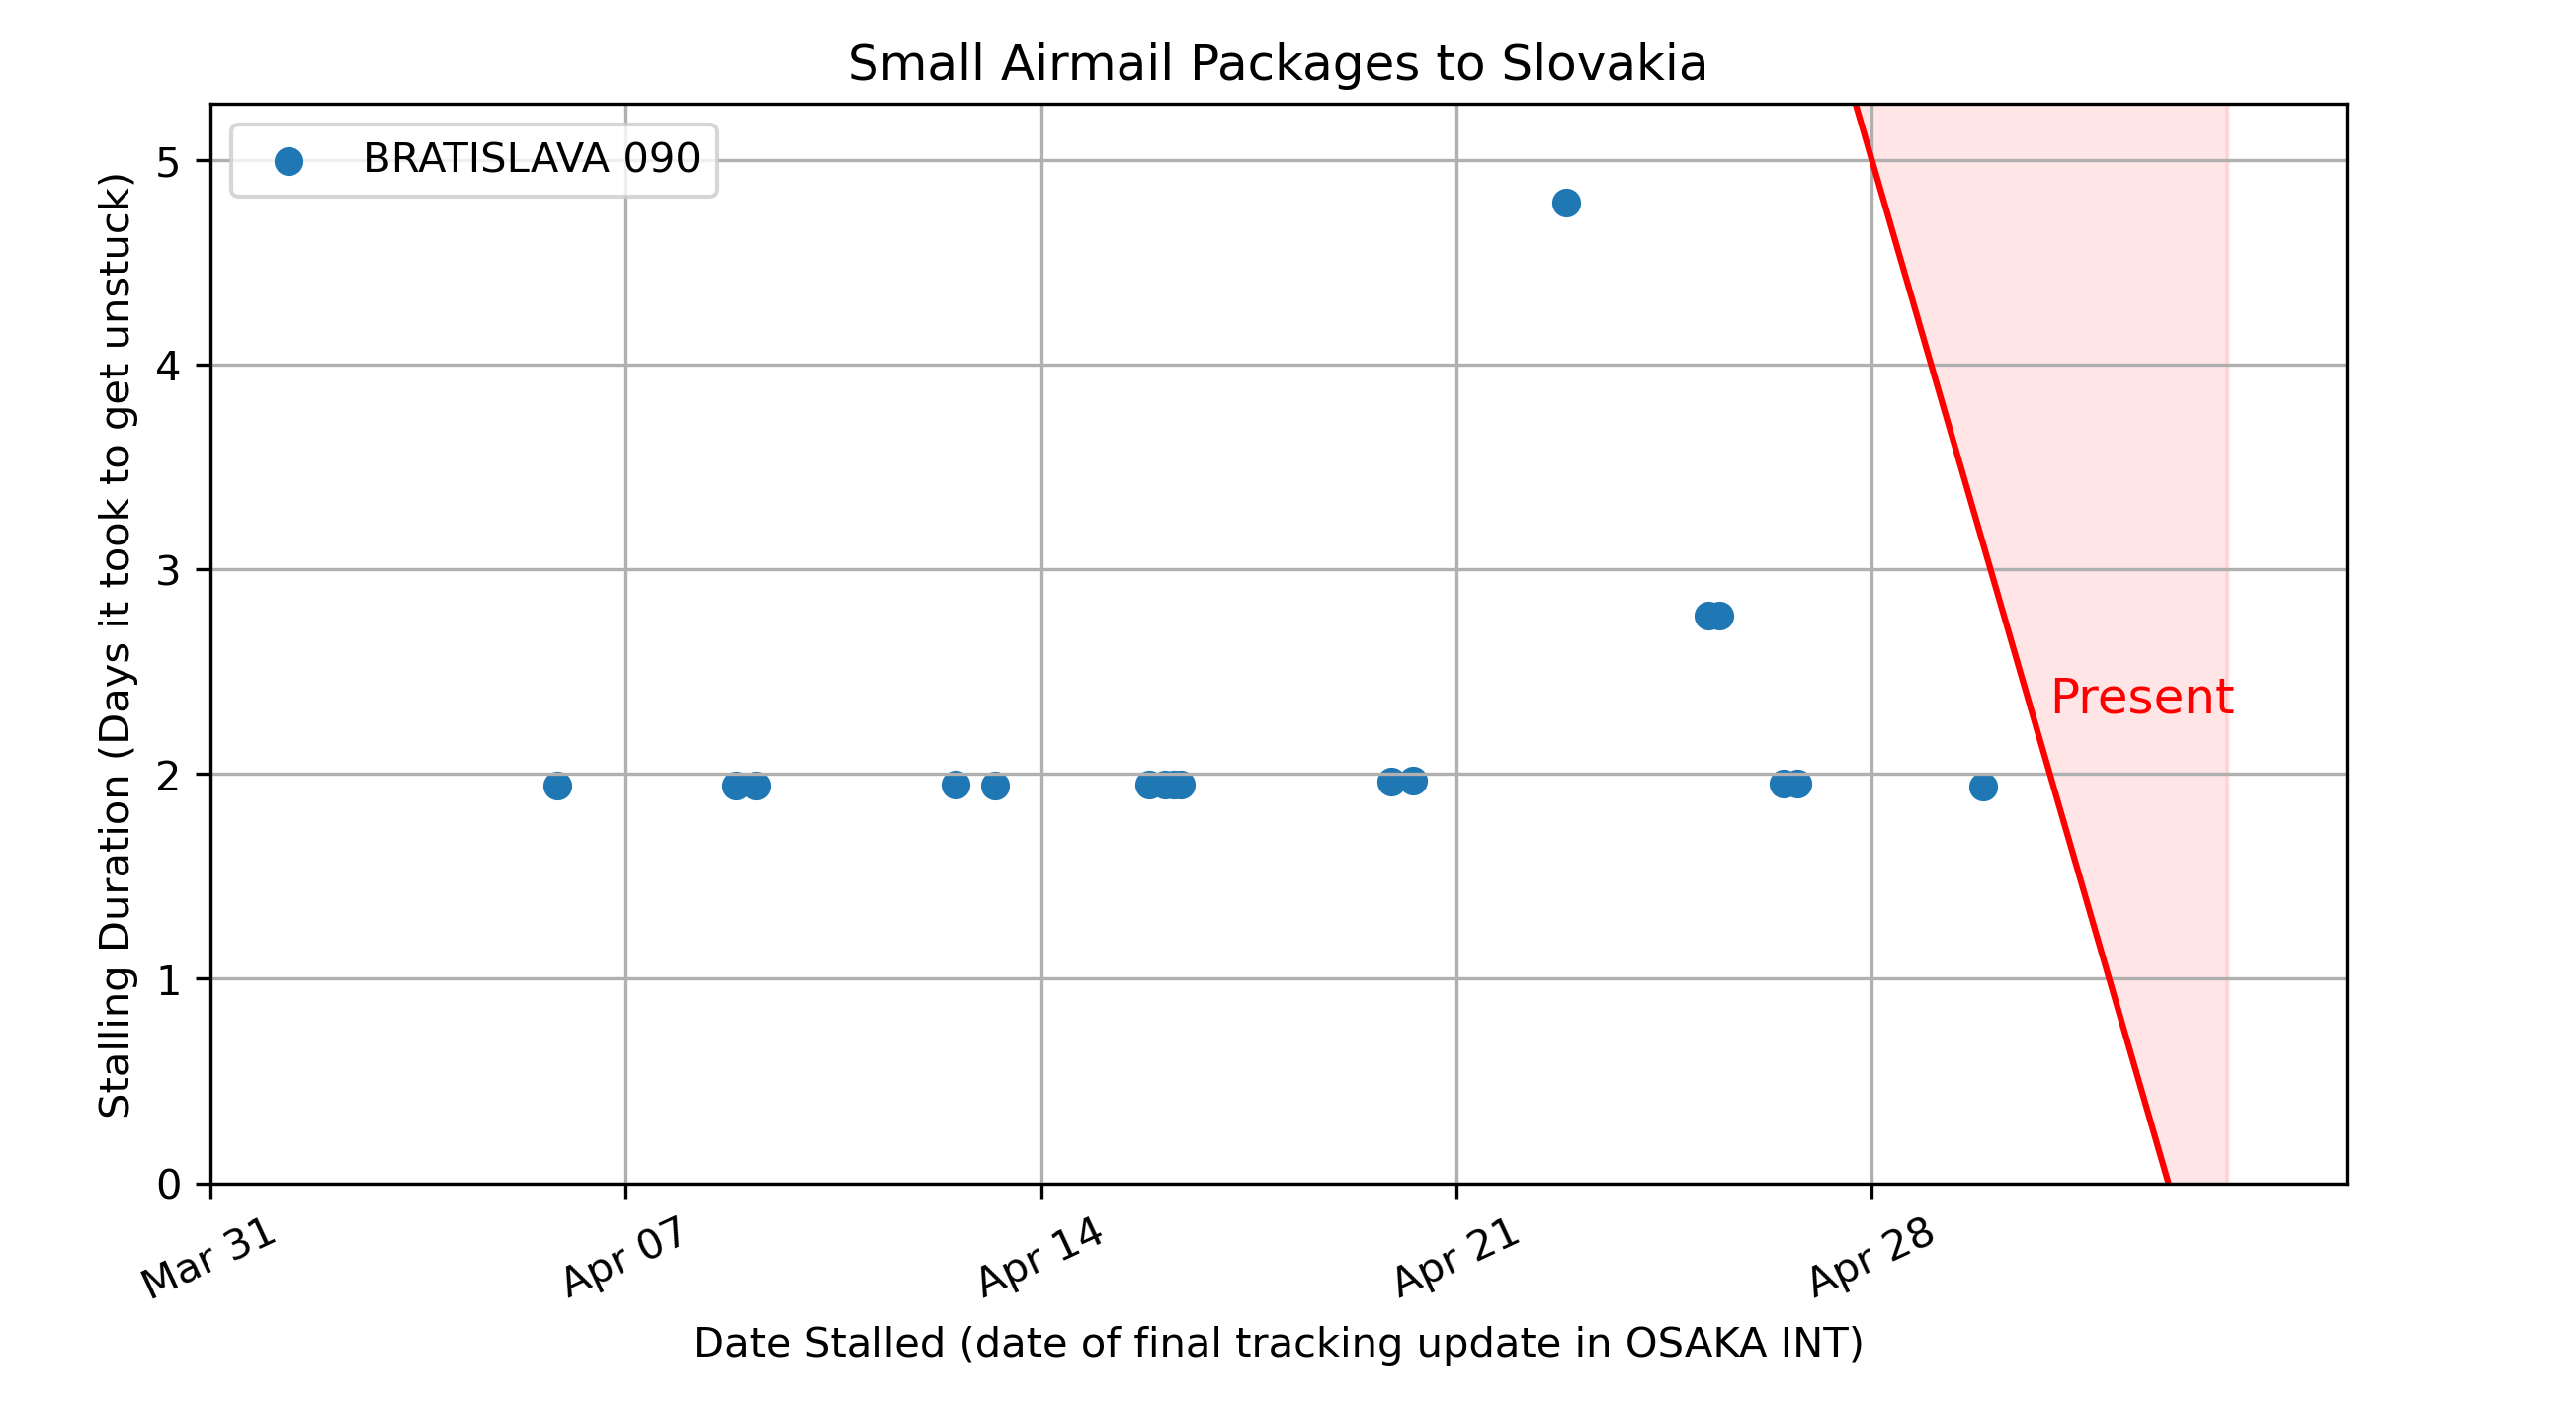 Small Airmail Packages to Slovakia
BRATISLAVA 090
Stalling Duration (Days it took to get unstuck)
5
4
3
2
1
0
Present
Mar 31
Apr 07
Apr 14
Apr 21
Apr 28
Date Stalled (date of final tracking update in OSAKA INT)